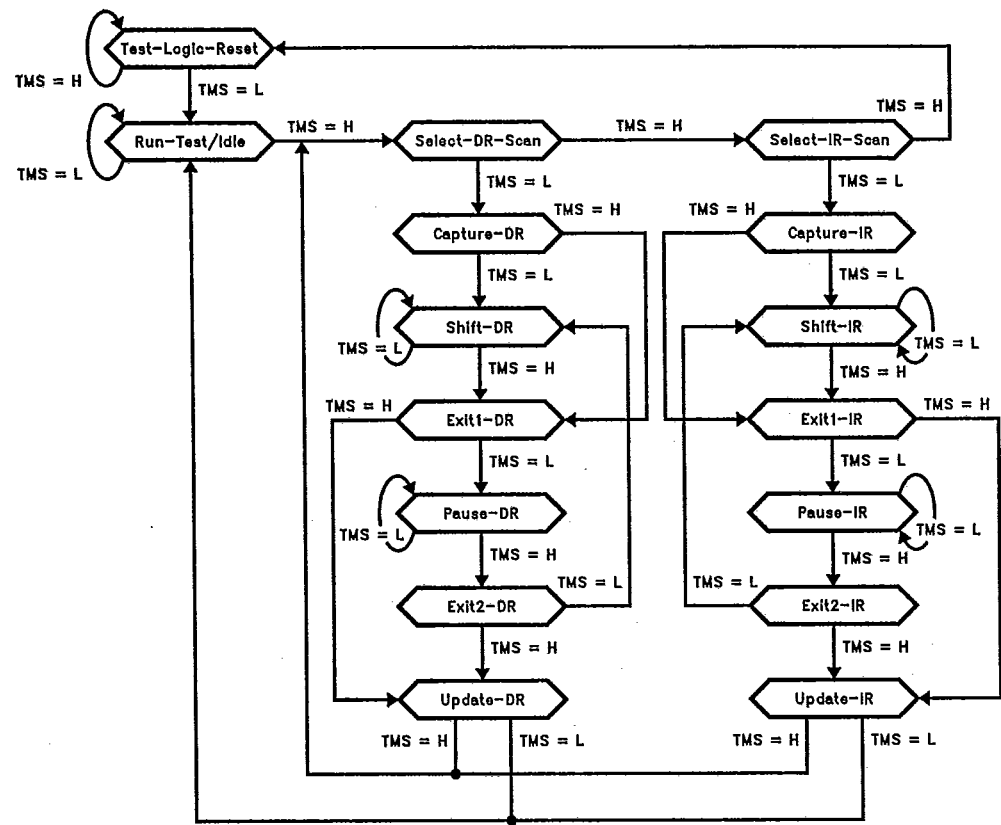 Test-Logic-Reset
TMS = H
TMS = L
TMS = H
Run-Test/Idle
TMS = H
Select-DR-Scan
TMS = H
Select-IR-Scan
TMS = L
TMS = L
TMS = L
TMS = H
TMS = H
Capture-DR
Capture-IR
TMS = L
TMS = L
Shift-DR
Shift-IR
TMS = L
TMS = L
TMS = H
TMS = H
TMS = H
TMS = H
Exit1-DR
Exit1-IR
TMS = L
TMS = L
Pause-DR
Pause-IR
TMS = L
TMS = L
TMS = H
TMS = H
TMS = L
TMS = L
Exit2-DR
Exit2-IR
TMS = H
TMS = H
Update-DR
Update-IR
TMS = H
TMS = L
TMS = H
TMS = L